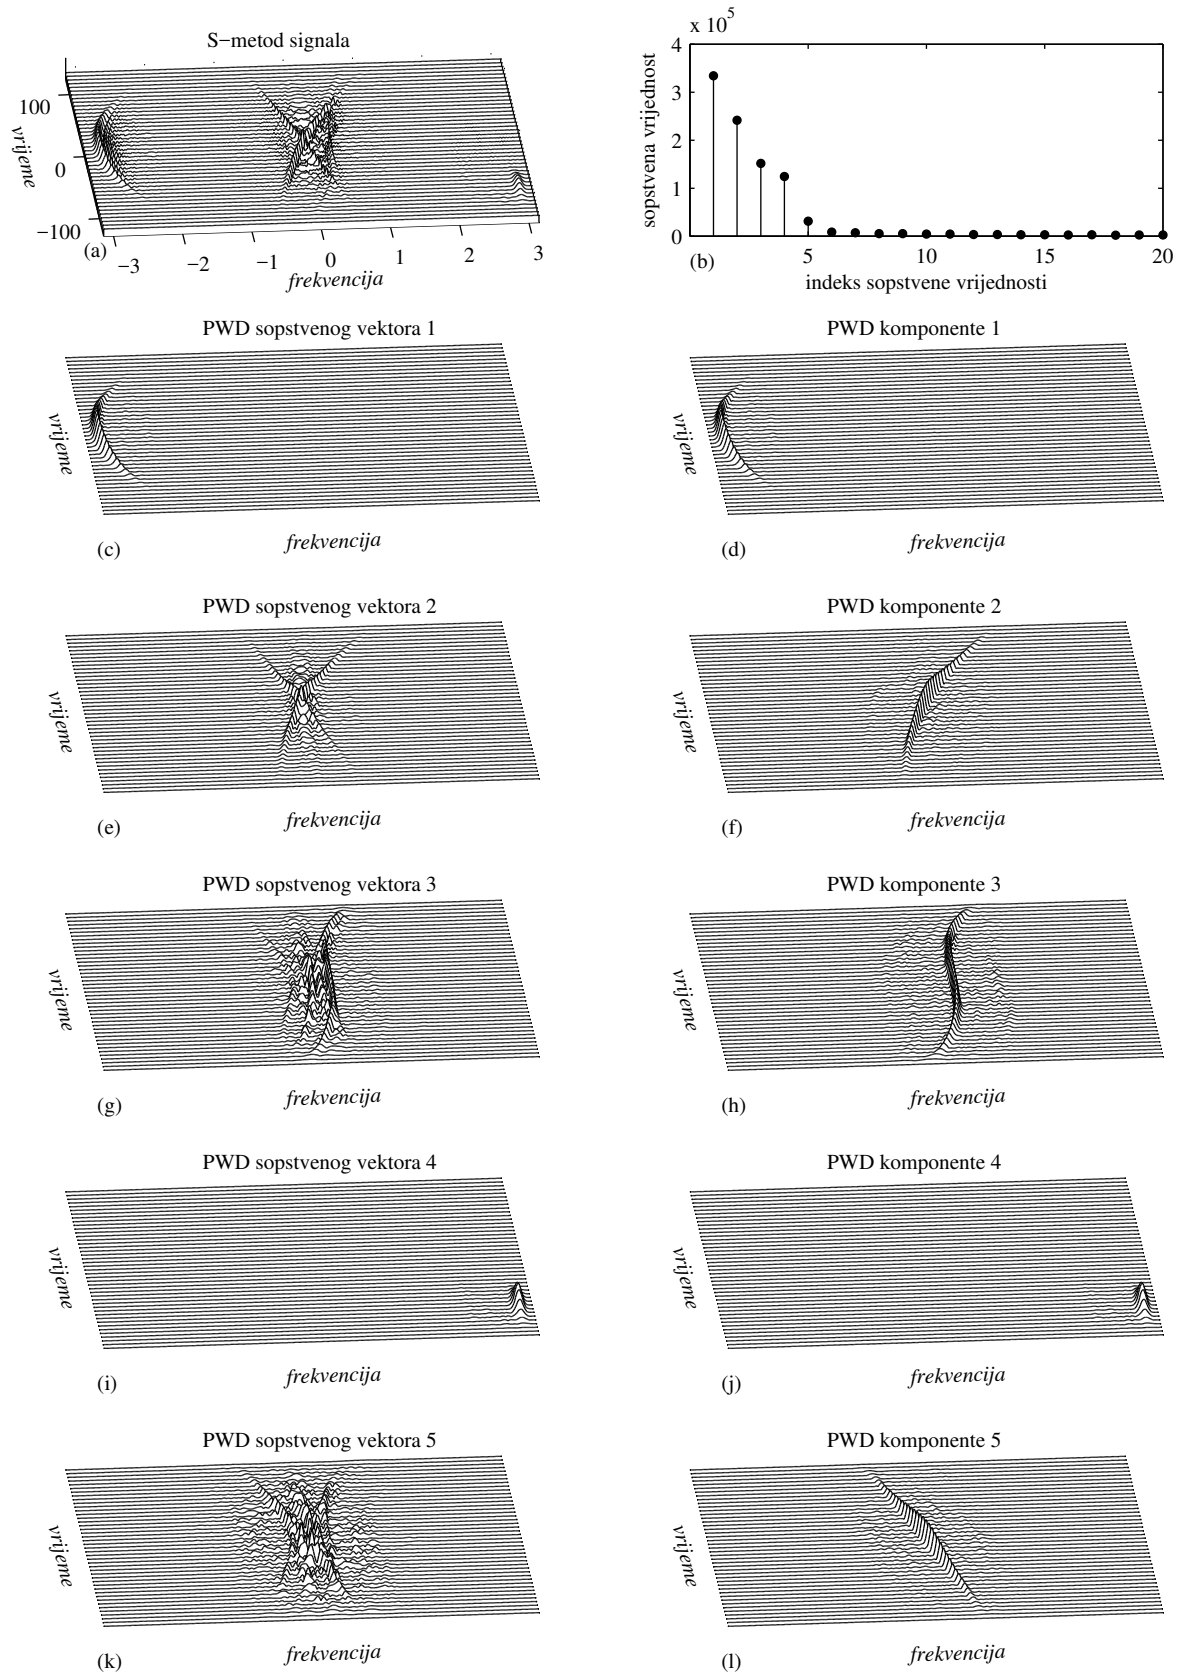 S−metod signala
100
0
−100
vrijeme
−3
−2
−1
0
1
2
3
frekvencija
(a)
x 10^5
4
3
2
1
0
sopstvena vrijednost
5
10
15
20
indeks sopstvene vrijednosti
(b)
PWD sopstvenog vektora 1
vrijeme
frekvencija
(c)
PWD komponente 1
vrijeme
frekvencija
(d)
PWD sopstvenog vektora 2
vrijeme
frekvencija
(e)
PWD komponente 2
vrijeme
frekvencija
(f)
PWD sopstvenog vektora 3
vrijeme
frekvencija
(g)
PWD komponente 3
vrijeme
frekvencija
(h)
PWD sopstvenog vektora 4
vrijeme
frekvencija
(i)
PWD komponente 4
vrijeme
frekvencija
(j)
PWD sopstvenog vektora 5
vrijeme
frekvencija
(k)
PWD komponente 5
vrijeme
frekvencija
(l)